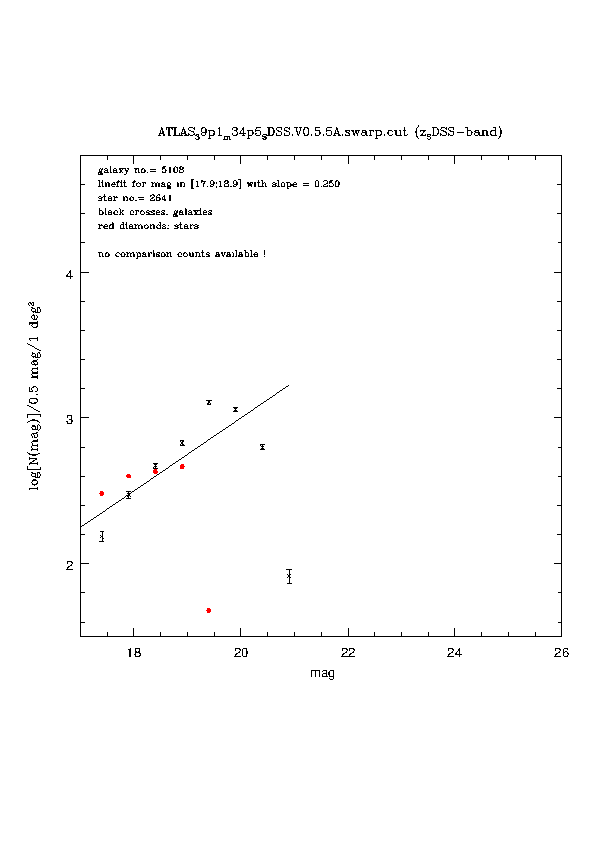 ATLAS₃9p1ₘ34p5ₛDSS.V0.5.5A.swarp.cut (zₛDSS−band)
galaxy no.= 5108
linefit for mag in [17.9;18.9] with slope = 0.250
star no.= 2641
black crosses: galaxies
red diamonds: stars
no comparison counts available !
log[N(mag)]/0.5 mag/1 deg²
4
3
2
18 20 22 24 26
mag